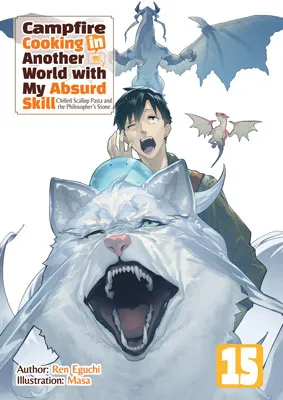 Campfire
Cooking in
Another
World with
My Absurd
Skill
Chilled Scallop Pasta and
the Philosopher's Stone
Author: Ren Eguchi
Illustration: Masa
15